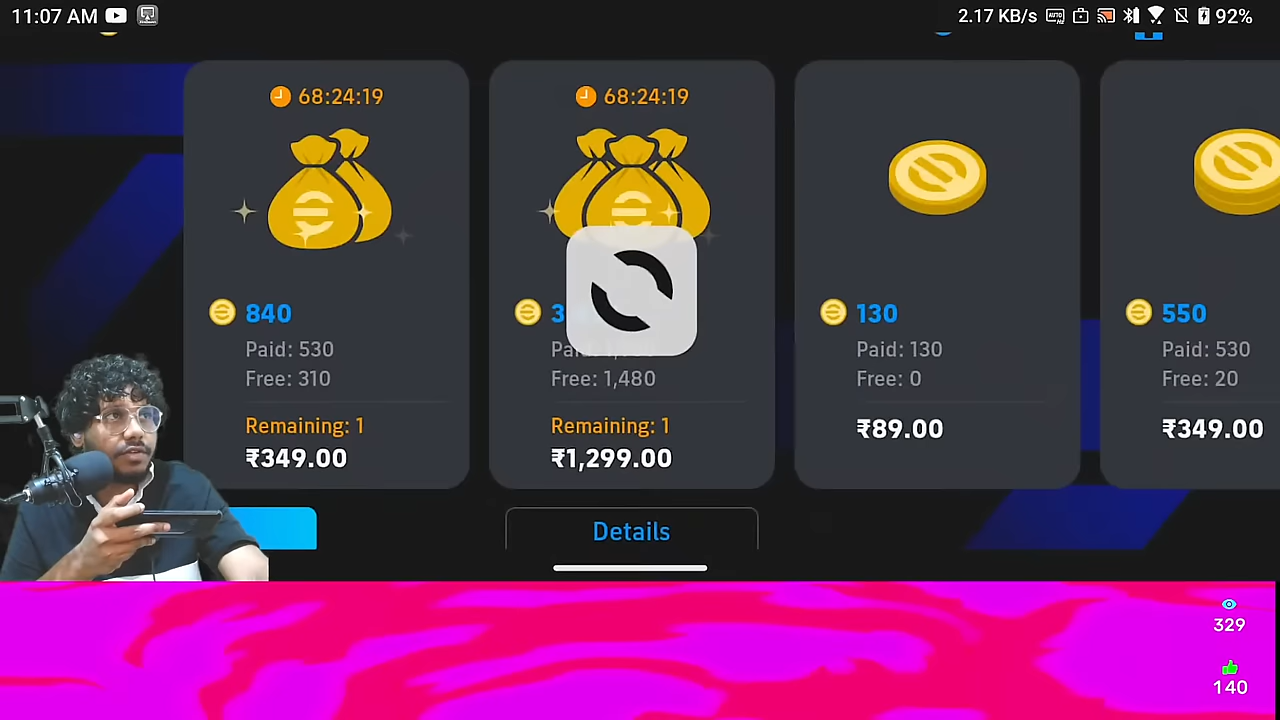 11:07 AM
2.17 KB/s
92%
68:24:19
840
Paid: 530
Free: 310
Remaining: 1
₹349.00
68:24:19
Free: 1,480
Remaining: 1
₹1,299.00
130
Paid: 130
Free: 0
₹89.00
550
Paid: 530
Free: 20
₹349.00
Details
329
140